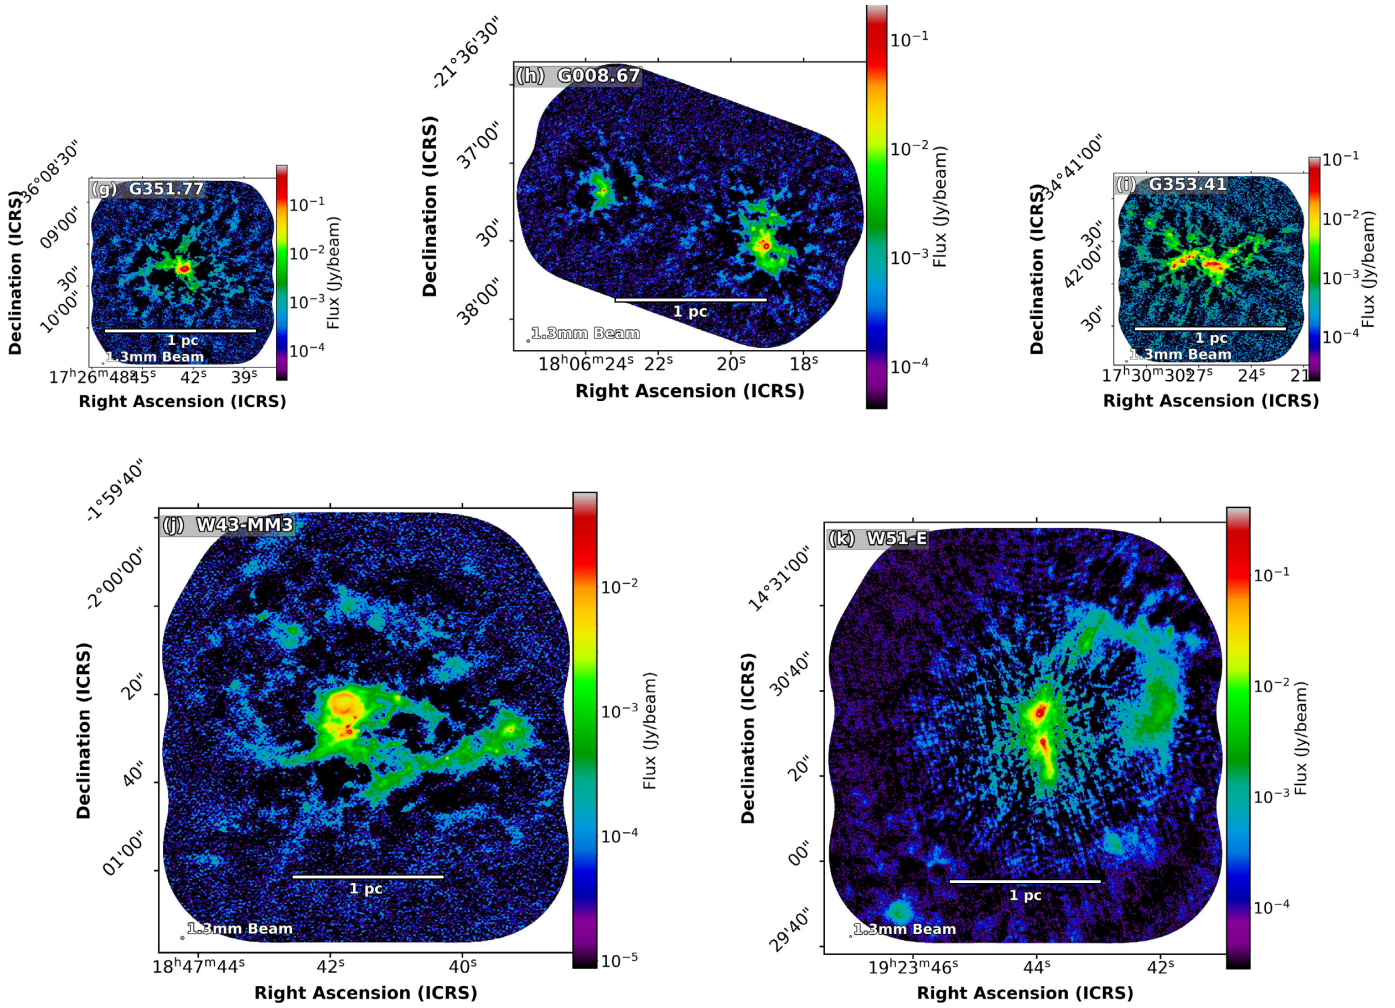 (g) G351.77
Declination (ICRS)
-36°08'30"
09'00"
30"
10'00"
1 pc
1.3mm Beam
17ʰ26ᵐ48ˢ 45ˢ 42ˢ 39ˢ
Right Ascension (ICRS)
10⁻¹
10⁻²
10⁻³
10⁻⁴
Flux (Jy/beam)
(h) G008.67
Declination (ICRS)
-21°36'30"
37'00"
30"
38'00"
1 pc
1.3mm Beam
18ʰ06ᵐ24ˢ 22ˢ 20ˢ 18ˢ
Right Ascension (ICRS)
10⁻¹
10⁻²
10⁻³
10⁻⁴
Flux (Jy/beam)
(i) G353.41
Declination (ICRS)
-34°41'00"
30"
42'00"
30"
1 pc
1.3mm Beam
17ʰ30ᵐ30ˢ 27ˢ 24ˢ 21
Right Ascension (ICRS)
10⁻¹
10⁻²
10⁻³
10⁻⁴
Flux (Jy/beam)
(j) W43-MM3
Declination (ICRS)
-1°59'40"
-2°00'00"
20"
40"
01'00"
1 pc
1.3mm Beam
18ʰ47ᵐ44ˢ 42ˢ 40ˢ
Right Ascension (ICRS)
10⁻²
10⁻³
10⁻⁴
10⁻⁵
Flux (Jy/beam)
(k) W51-E
Declination (ICRS)
14°31'00"
30'40"
20"
00"
29'40"
1 pc
1.3mm Beam
19ʰ23ᵐ46ˢ 44ˢ 42ˢ
Right Ascension (ICRS)
10⁻¹
10⁻²
10⁻³
10⁻⁴
Flux (Jy/beam)